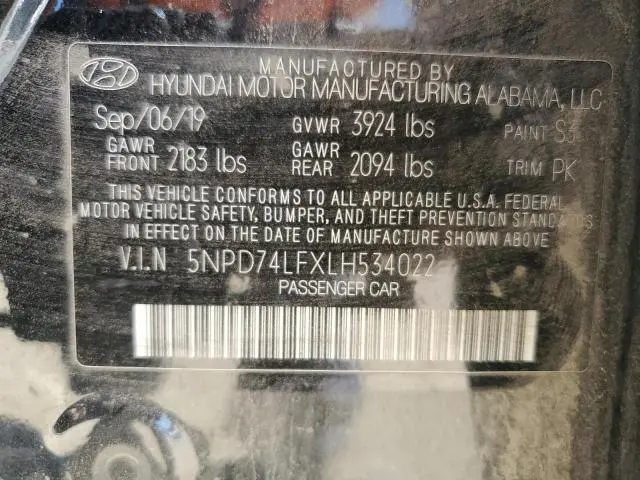 MANUFACTURED BY
HYUNDAI MOTOR MANUFACTURING ALABAMA, LLC
Sep/06/19 GVWR 3924 lbs PAINT S3
GAWR FRONT 2183 lbs GAWR REAR 2094 lbs TRIM PK
THIS VEHICLE CONFORMS TO ALL APPLICABLE U.S.A. FEDERAL
MOTOR VEHICLE SAFETY, BUMPER, AND THEFT PREVENTION STANDARDS
IN EFFECT ON THE DATE OF MANUFACTURE SHOWN ABOVE.
V.I.N 5NPD74LFXLH534022
PASSENGER CAR